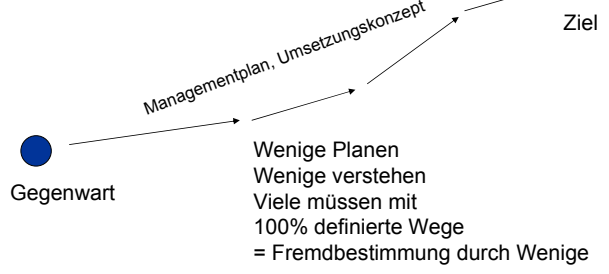 Ziel
Managementplan, Umsetzungskonzept
Gegenwart
Wenige Planen
Wenige verstehen
Viele müssen mit
100% definierte Wege
= Fremdbestimmung durch Wenige